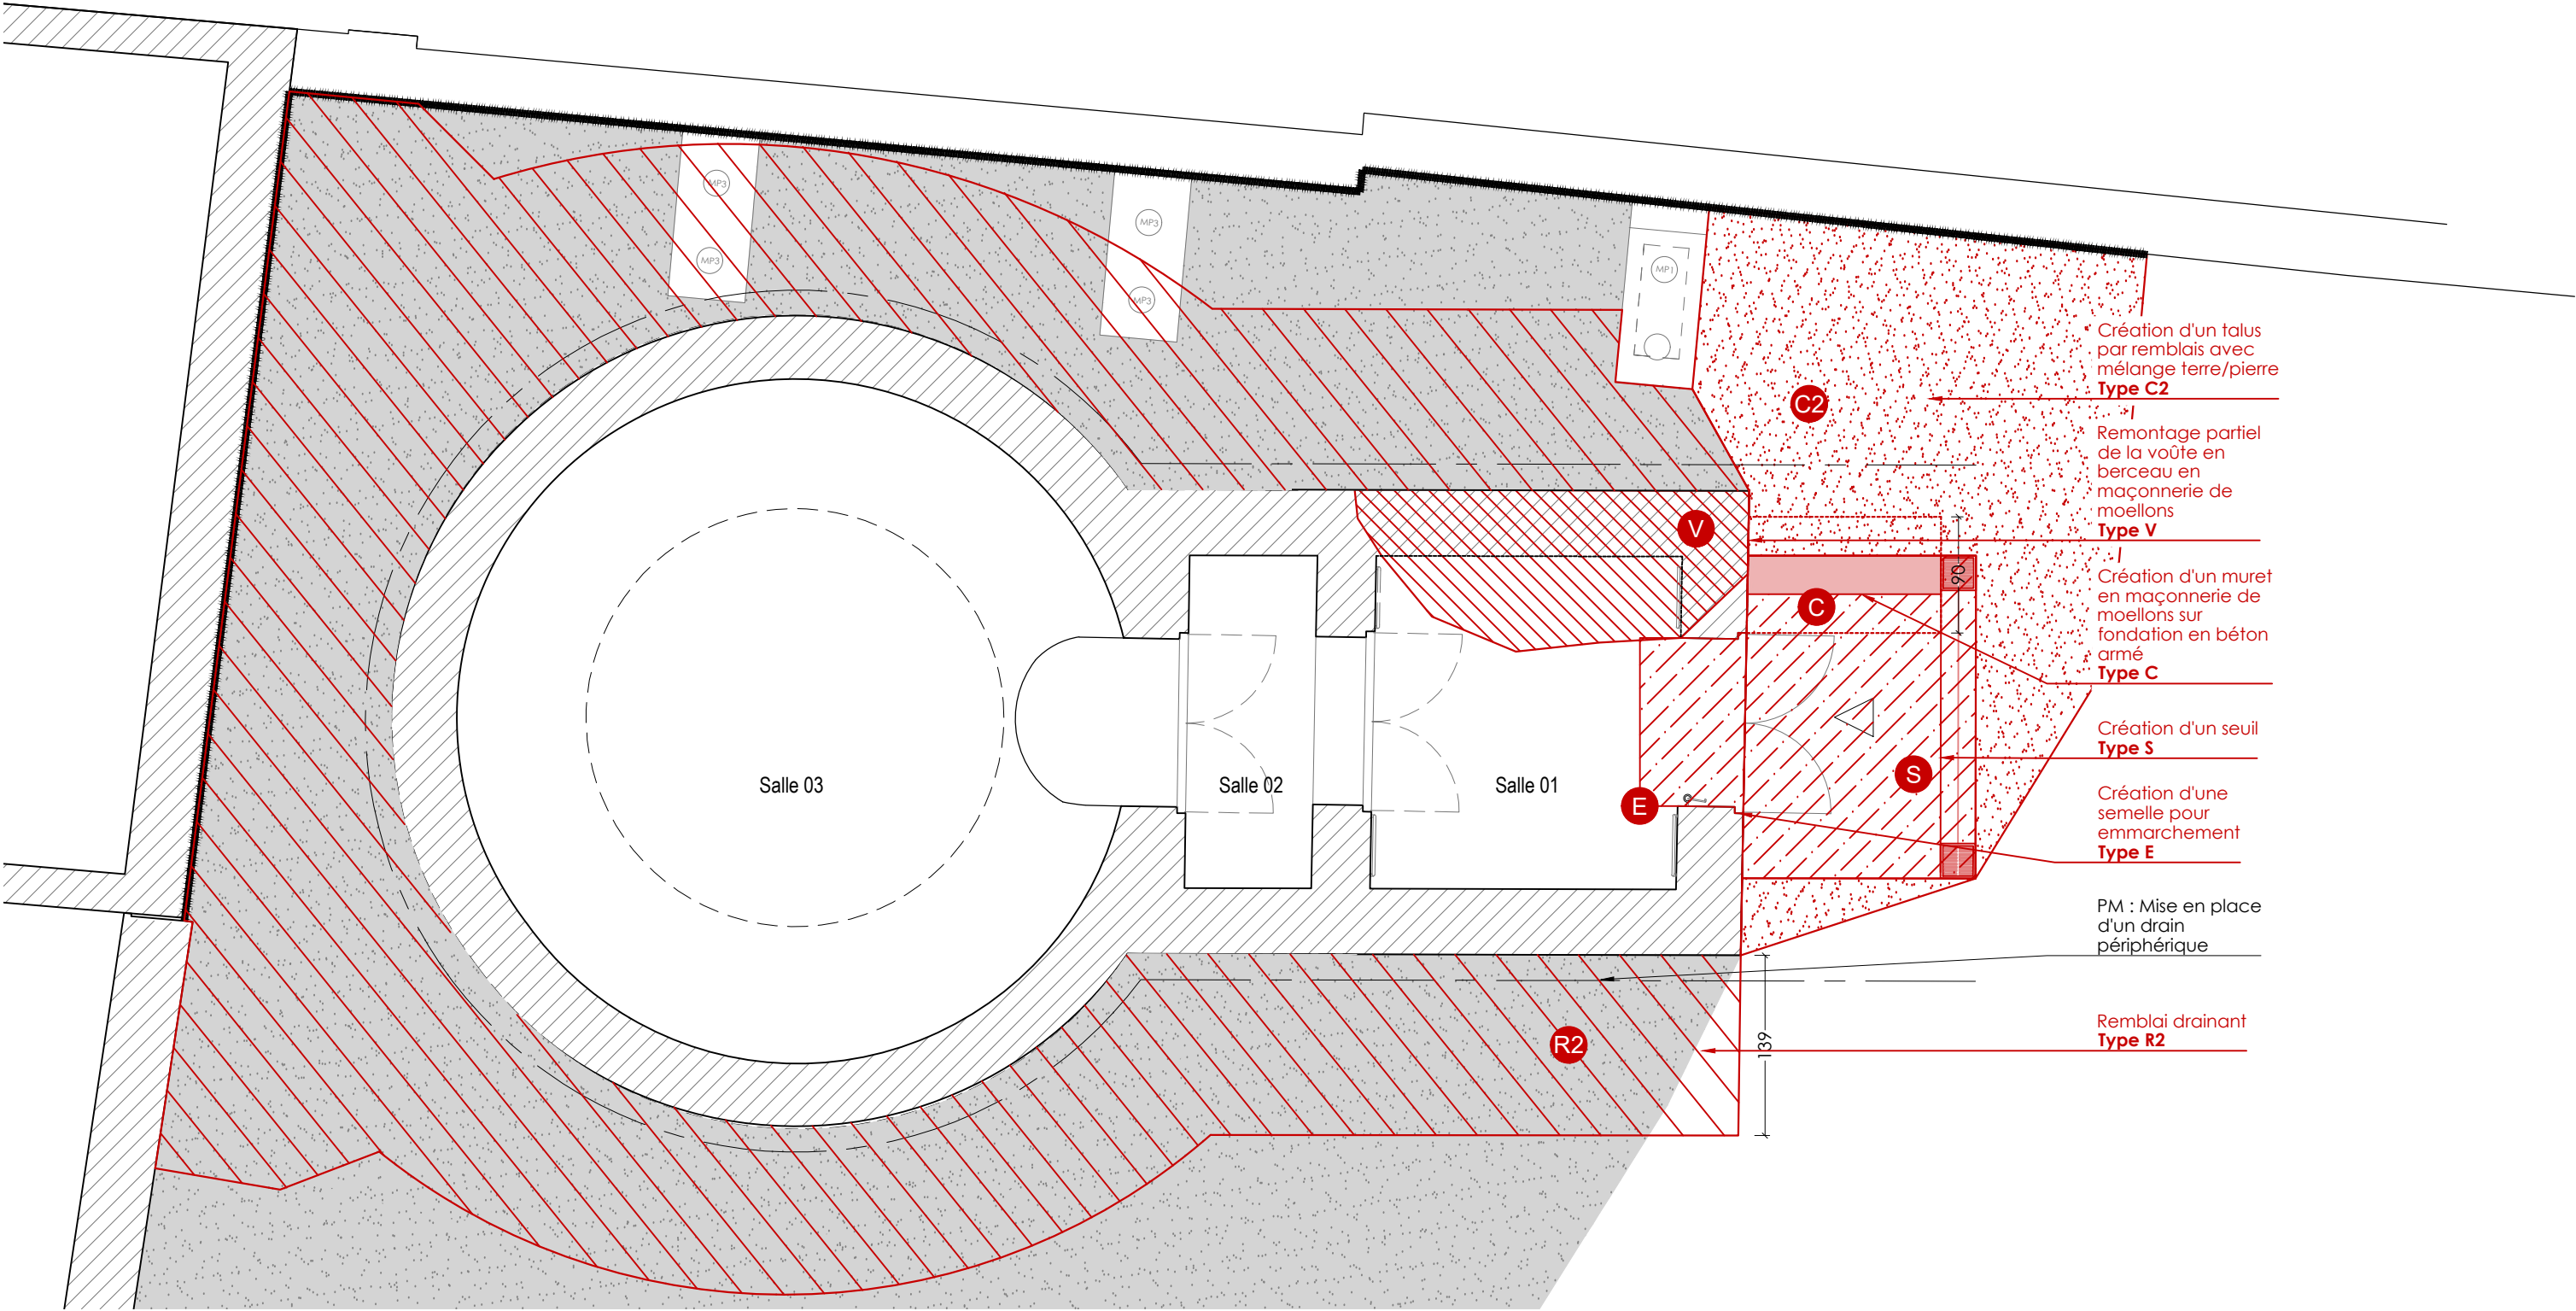 MP3
MP3
MP3
MP3
MP1
C2
V
90
C
S
E
R2
139
Salle 03
Salle 02
Salle 01
Création d'un talus
par remblais avec
mélange terre/pierre
Type C2
Remontage partiel
de la voûte en
berceau en
maçonnerie de
moellons
Type V
Création d'un muret
en maçonnerie de
moellons sur
fondation en béton
armé
Type C
Création d'un seuil
Type S
Création d'une
semelle pour
emmarchement
Type E
PM : Mise en place
d'un drain
périphérique
Remblai drainant
Type R2